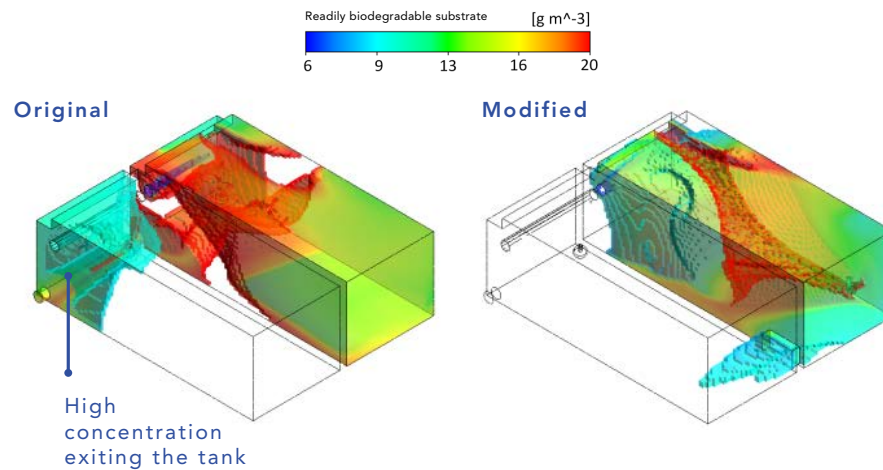 Readily biodegradable substrate [g m^-3]
6 9 13 16 20
Original
Modified
High
concentration
exiting the tank